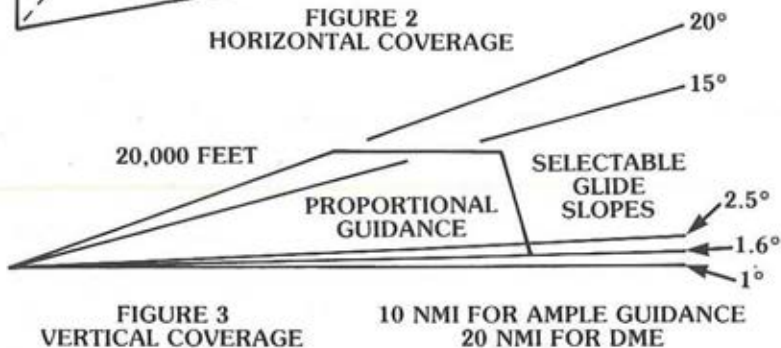 FIGURE 2
HORIZONTAL COVERAGE
20°
15°
20,000 FEET
SELECTABLE
GLIDE
SLOPES
PROPORTIONAL
GUIDANCE
2.5°
1.6°
1°
FIGURE 3
VERTICAL COVERAGE
10 NMI FOR AMPLE GUIDANCE
20 NMI FOR DME